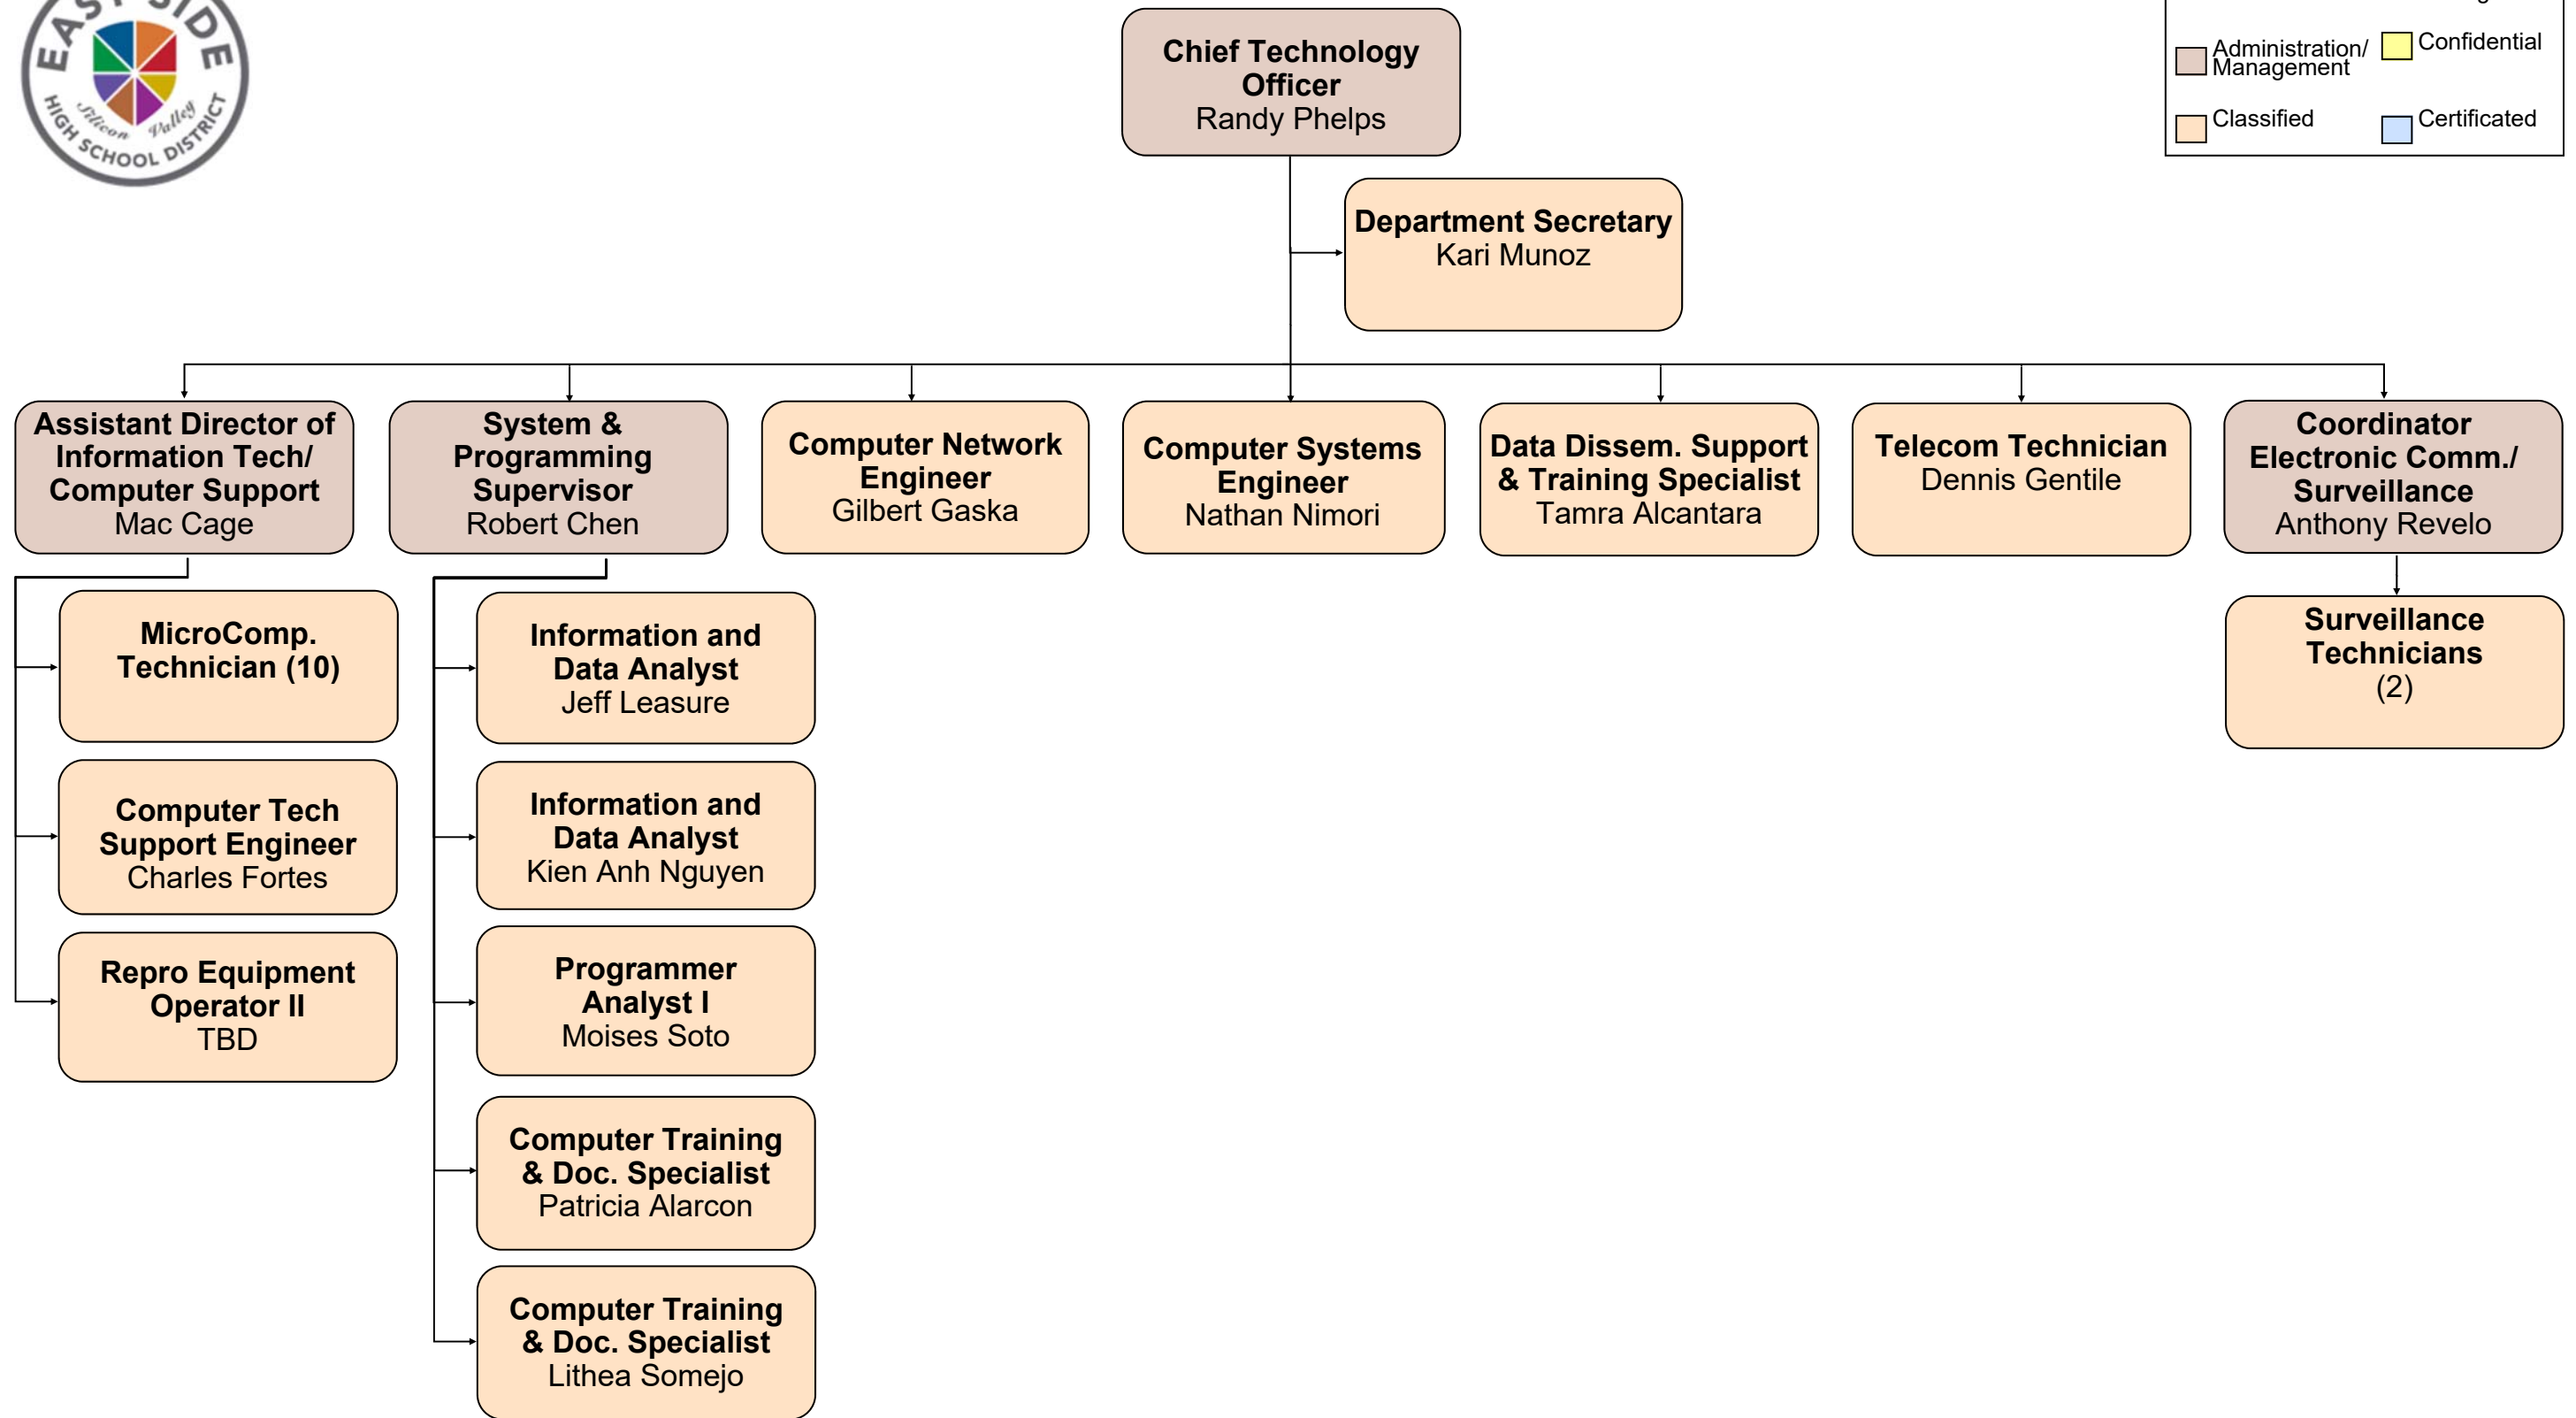 EAST SIDE
Silicon Valley
HIGH SCHOOL DISTRICT
Administration/
Management
Confidential
Classified
Certificated
Chief Technology
Officer
Randy Phelps
Department Secretary
Kari Munoz
Assistant Director of
Information Tech/
Computer Support
Mac Cage
System &
Programming
Supervisor
Robert Chen
Computer Network
Engineer
Gilbert Gaska
Computer Systems
Engineer
Nathan Nimori
Data Dissem. Support
& Training Specialist
Tamra Alcantara
Telecom Technician
Dennis Gentile
Coordinator
Electronic Comm./
Surveillance
Anthony Revelo
MicroComp.
Technician (10)
Computer Tech
Support Engineer
Charles Fortes
Repro Equipment
Operator II
TBD
Information and
Data Analyst
Jeff Leasure
Information and
Data Analyst
Kien Anh Nguyen
Programmer
Analyst I
Moises Soto
Computer Training
& Doc. Specialist
Patricia Alarcon
Computer Training
& Doc. Specialist
Lithea Somejo
Surveillance
Technicians
(2)